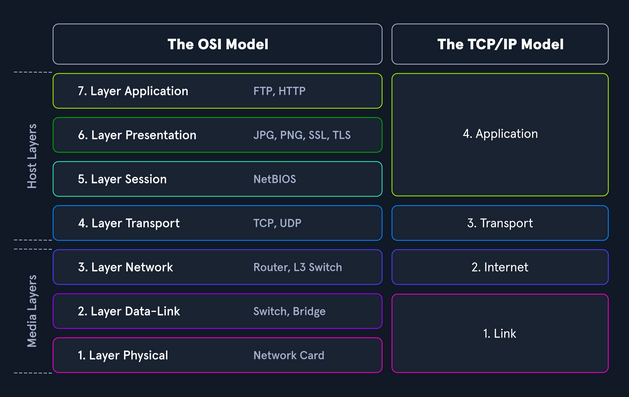 The OSI Model
The TCP/IP Model
Host Layers
7. Layer Application FTP, HTTP
6. Layer Presentation JPG, PNG, SSL, TLS
5. Layer Session NetBIOS
4. Layer Transport TCP, UDP
4. Application
3. Transport
Media Layers
3. Layer Network Router, L3 Switch
2. Layer Data-Link Switch, Bridge
1. Layer Physical Network Card
2. Internet
1. Link